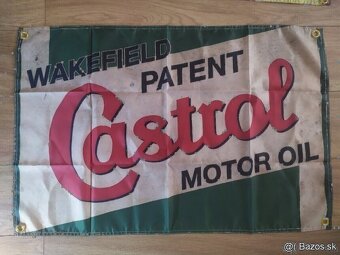 WAKEFIELD
PATENT
Castrol
MOTOR OIL
@ Bazos.sk